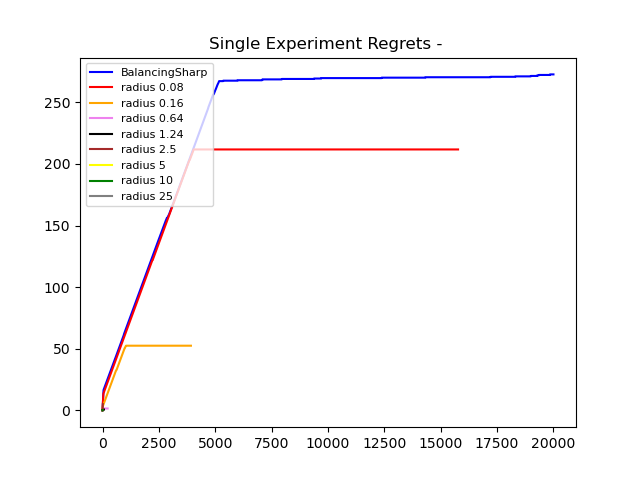 Single Experiment Regrets -
BalancingSharp
radius 0.08
radius 0.16
radius 0.64
radius 1.24
radius 2.5
radius 5
radius 10
radius 25
250
200
150
100
50
0
0 2500 5000 7500 10000 12500 15000 17500 20000